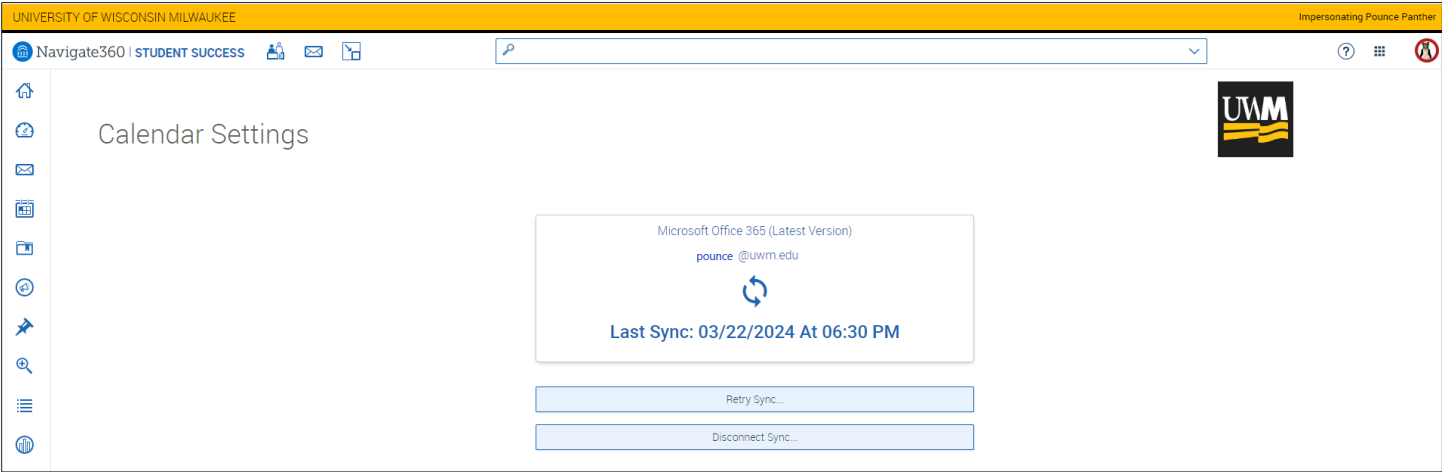 UNIVERSITY OF WISCONSIN MILWAUKEE
Impersonating Pounce Panther
Navigate360 | STUDENT SUCCESS
?
UWM
Calendar Settings
Microsoft Office 365 (Latest Version)
pounce @uwm.edu
Last Sync: 03/22/2024 At 06:30 PM
Retry Sync...
Disconnect Sync...